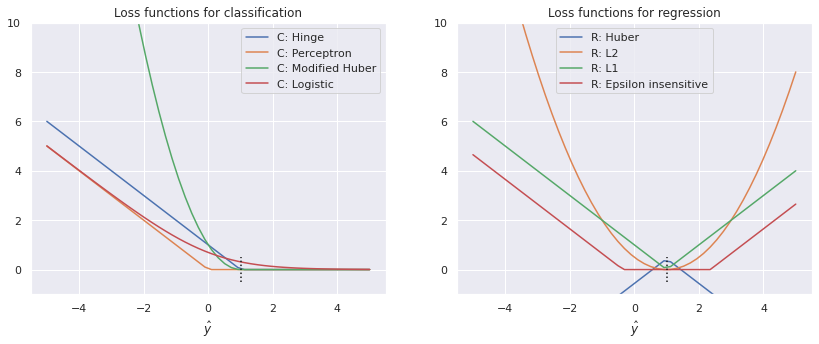 Loss functions for classification
10
8
6
4
2
0
C: Hinge
C: Perceptron
C: Modified Huber
C: Logistic
−4 −2 0 2 4
ŷ
Loss functions for regression
10
8
6
4
2
0
R: Huber
R: L2
R: L1
R: Epsilon insensitive
−4 −2 0 2 4
ŷ